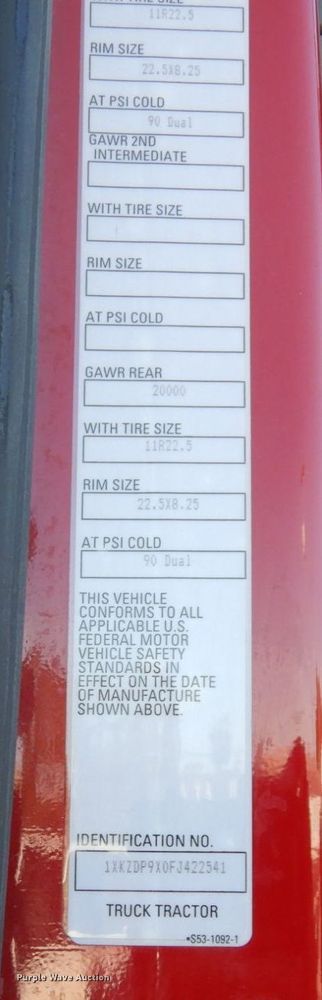 11R22.5
RIM SIZE
22.5X8.25
AT PSI COLD
90 Dual
GAWR 2ND
INTERMEDIATE
WITH TIRE SIZE
RIM SIZE
AT PSI COLD
GAWR REAR
20000
WITH TIRE SIZE
11R22.5
RIM SIZE
22.5X8.25
AT PSI COLD
90 Dual
THIS VEHICLE
CONFORMS TO ALL
APPLICABLE U.S.
FEDERAL MOTOR
VEHICLE SAFETY
STANDARDS IN
EFFECT ON THE DATE
OF MANUFACTURE
SHOWN ABOVE.
IDENTIFICATION NO.
1XKZDP9X0FJ422541
TRUCK TRACTOR
•S53-1092-1
Purple Wave Auction